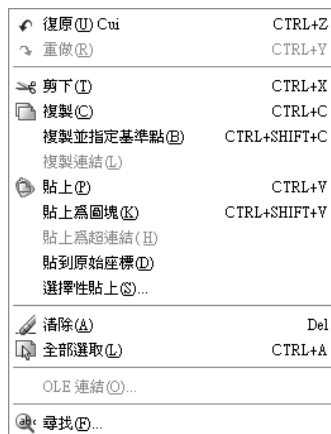 復原(U) Cui CTRL+Z
重做(R) CTRL+Y
剪下(T) CTRL+X
複製(C) CTRL+C
複製並指定基準點(B) CTRL+SHIFT+C
複製連結(L)
貼上(P) CTRL+V
貼上為圖塊(K) CTRL+SHIFT+V
貼上為超連結(H)
貼到原始座標(D)
選擇性貼上(S)...
清除(A) Del
全部選取(L) CTRL+A
OLE 連結(O)...
尋找(F)...